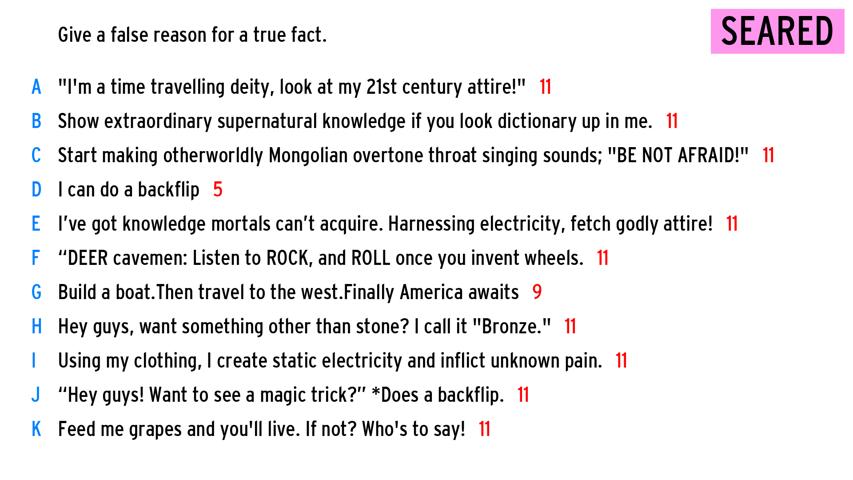 Give a false reason for a true fact.
SEARED
A "I'm a time travelling deity, look at my 21st century attire!" 11
B Show extraordinary supernatural knowledge if you look dictionary up in me. 11
C Start making otherworldly Mongolian overtone throat singing sounds; "BE NOT AFRAID!" 11
D I can do a backflip 5
E I’ve got knowledge mortals can’t acquire. Harnessing electricity, fetch godly attire! 11
F “DEER cavemen: Listen to ROCK, and ROLL once you invent wheels. 11
G Build a boat.Then travel to the west.Finally America awaits 9
H Hey guys, want something other than stone? I call it "Bronze." 11
I Using my clothing, I create static electricity and inflict unknown pain. 11
J “Hey guys! Want to see a magic trick?” *Does a backflip. 11
K Feed me grapes and you'll live. If not? Who's to say! 11